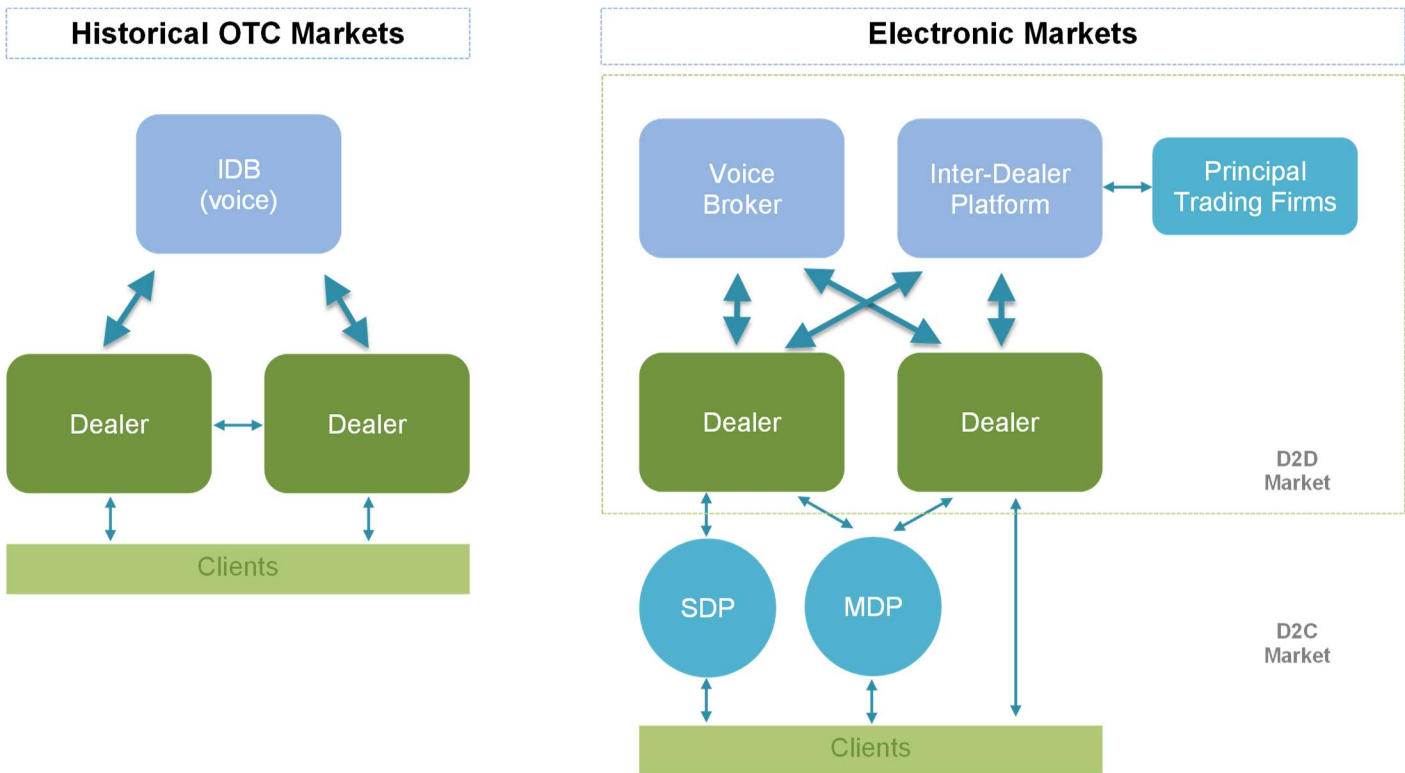 Historical OTC Markets
IDB
(voice)
Dealer
Dealer
Clients
Electronic Markets
Voice
Broker
Inter-Dealer
Platform
Principal
Trading Firms
Dealer
Dealer
D2D
Market
SDP
MDP
D2C
Market
Clients